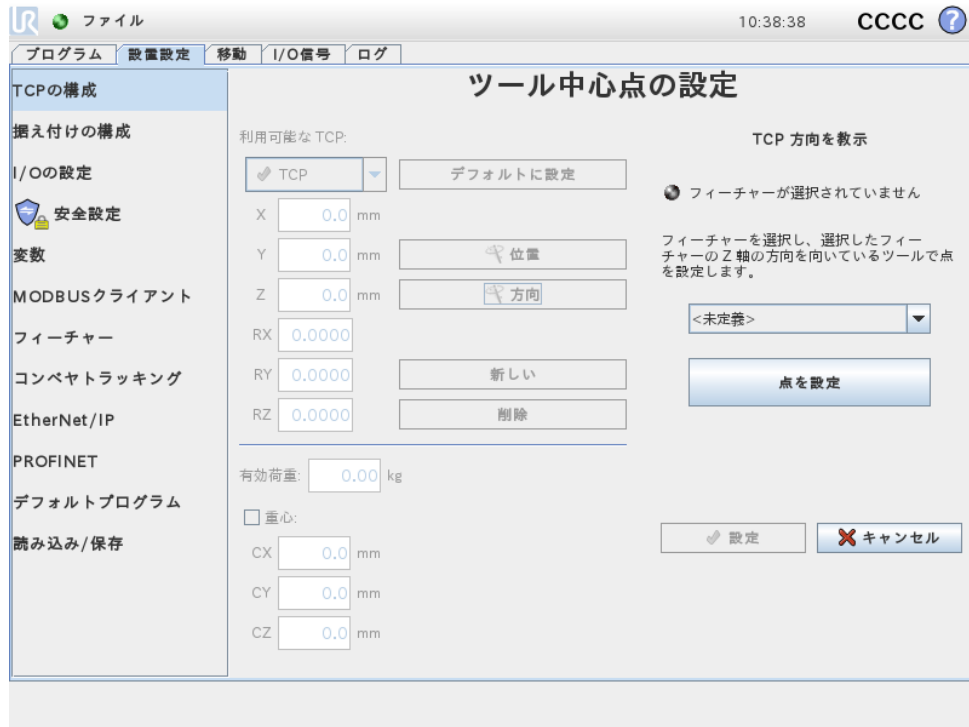 UR ファイル 10:38:38 CCCC ?
プログラム 設置設定 移動 I/O信号 ログ
TCPの構成
据え付けの構成
I/Oの設定
安全設定
変数
MODBUSクライアント
フィーチャー
コンベヤトラッキング
EtherNet/IP
PROFINET
デフォルトプログラム
読み込み/保存
ツール中心点の設定
利用可能な TCP:
TCP デフォルトに設定
X 0.0 mm
Y 0.0 mm 位置
Z 0.0 mm 方向
RX 0.0000
RY 0.0000 新しい
RZ 0.0000 削除
有効荷重: 0.00 kg
重心:
CX 0.0 mm
CY 0.0 mm
CZ 0.0 mm
TCP 方向を教示
フィーチャーが選択されていません
フィーチャーを選択し、選択したフィー
チャーの Z 軸の方向を向いているツールで点
を設定します。
<未定義>
点を設定
設定 キャンセル